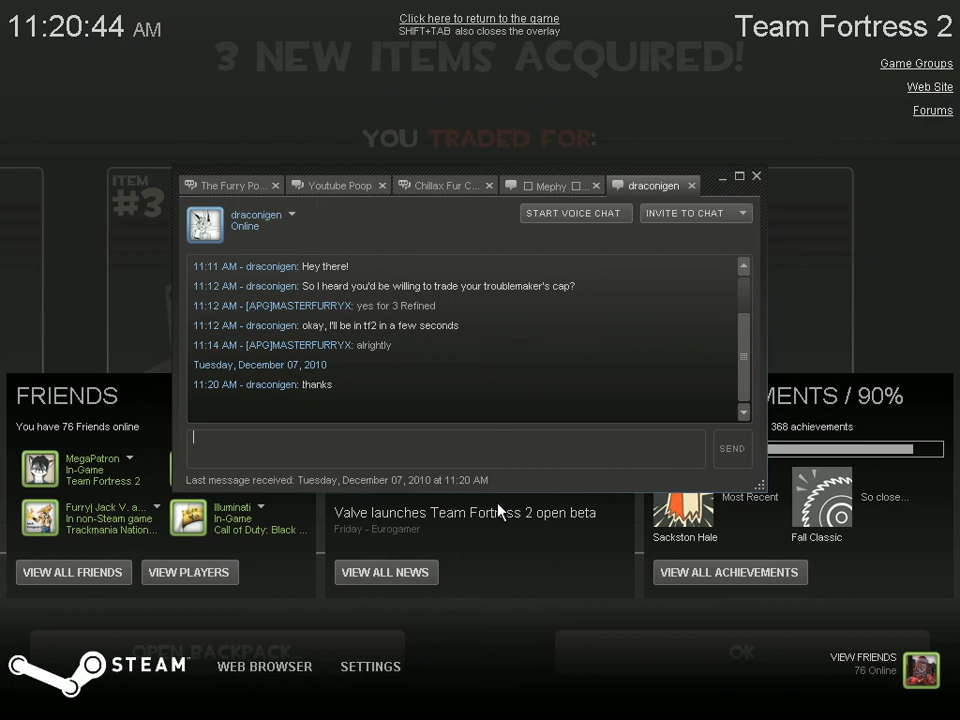 11:20:44 AM
Click here to return to the game
SHIFT+TAB also closes the overlay
Team Fortress 2
Game Groups
Web Site
Forums
3 NEW ITEMS ACQUIRED!
YOU TRADED FOR:
ITEM
#3
The Furry Po...
Youtube Poop
Chillax Fur C...
Mephy
draconigen
draconigen
Online
START VOICE CHAT
INVITE TO CHAT
11:11 AM - draconigen: Hey there!
11:12 AM - draconigen: So I heard you'd be willing to trade your troublemaker's cap?
11:12 AM - [APG]MASTERFURRYX: yes for 3 Refined
11:12 AM - draconigen: okay, I'll be in tf2 in a few seconds
11:14 AM - [APG]MASTERFURRYX: alrightly
Tuesday, December 07, 2010
11:20 AM - draconigen: thanks
SEND
Last message received: Tuesday, December 07, 2010 at 11:20 AM
FRIENDS
You have 76 Friends online
MegaPatron
In-Game
Team Fortress 2
Furry| Jack V. a...
In non-Steam game
Trackmania Nation...
Illuminati
In-Game
Call of Duty: Black ...
VIEW ALL FRIENDS
VIEW PLAYERS
Valve launches Team Fortress 2 open beta
Friday - Eurogamer
VIEW ALL NEWS
MENTS / 90%
368 achievements
Most Recent
So close...
Sackston Hale
Fall Classic
VIEW ALL ACHIEVEMENTS
OPEN BACKPACK...
OK
STEAM
WEB BROWSER
SETTINGS
VIEW FRIENDS
76 Online